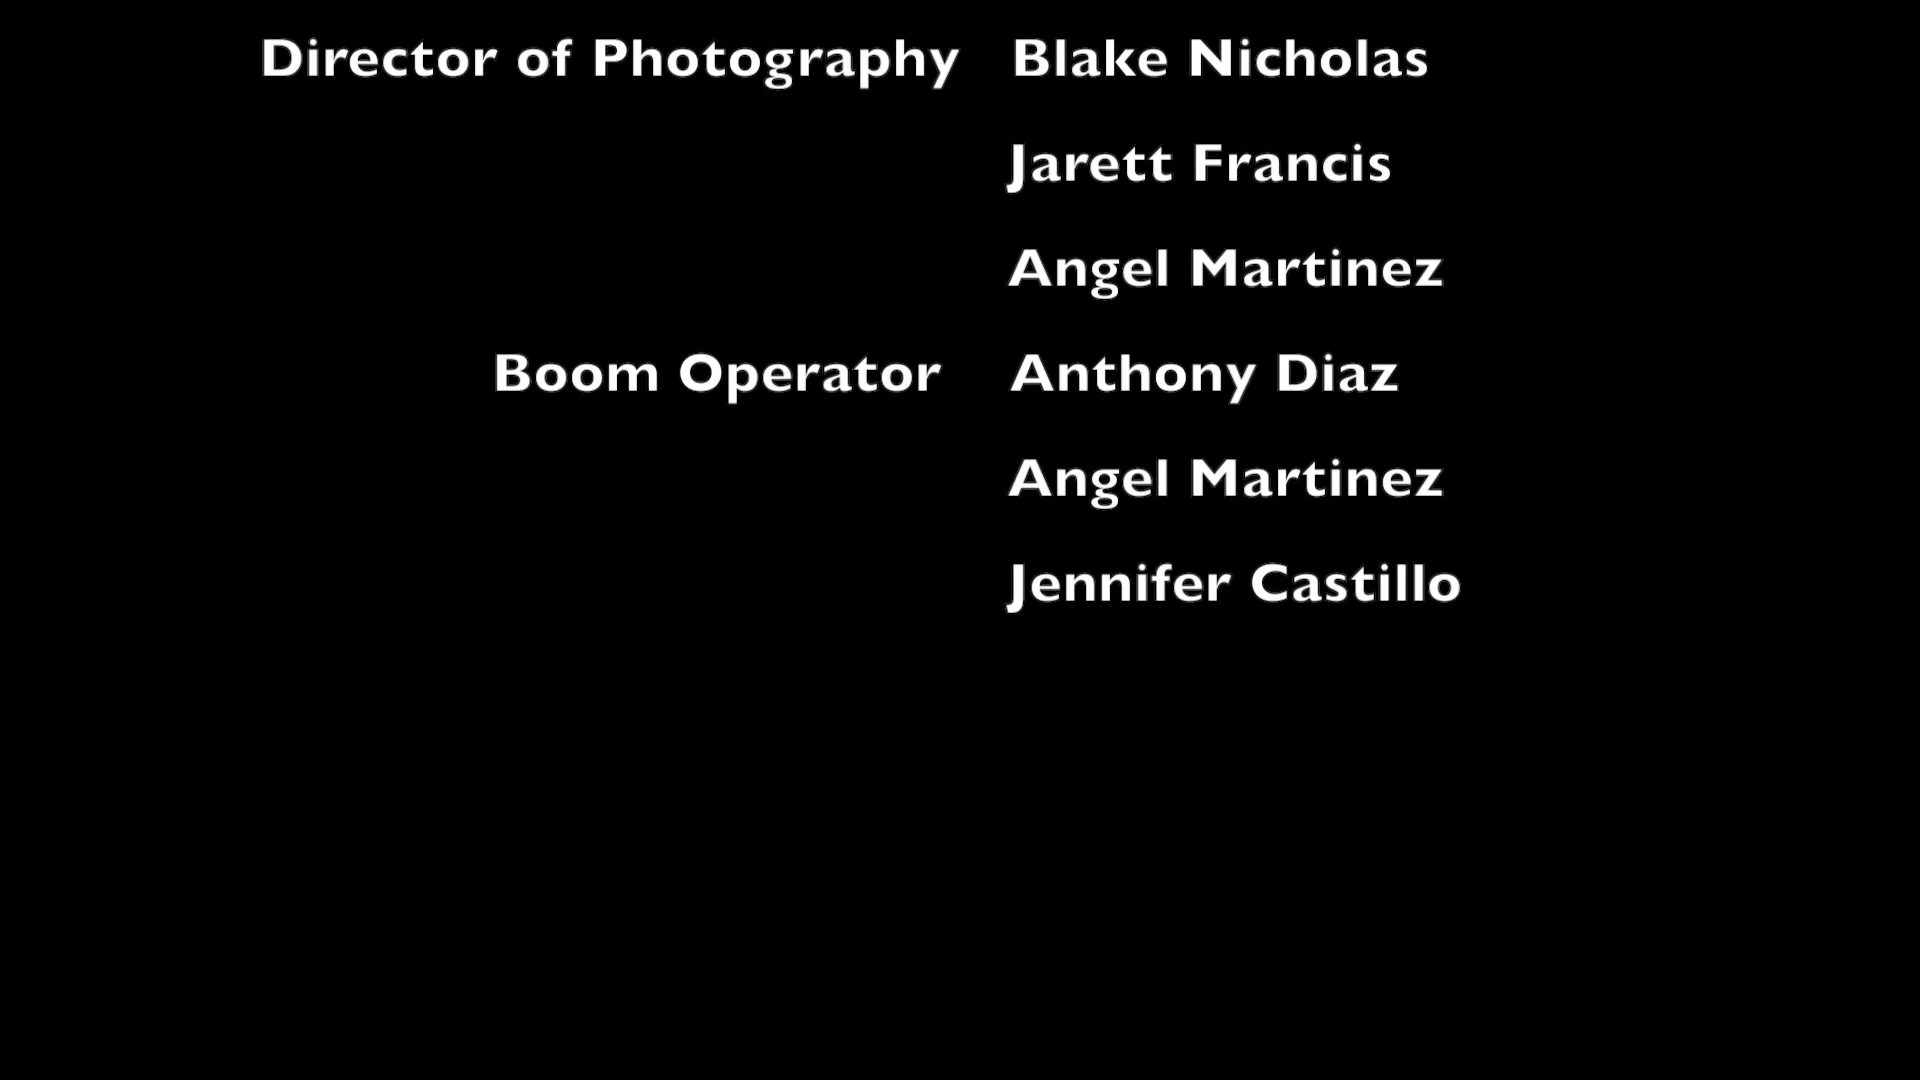 Director of Photography Blake Nicholas
Jarett Francis
Angel Martinez
Boom Operator Anthony Diaz
Angel Martinez
Jennifer Castillo